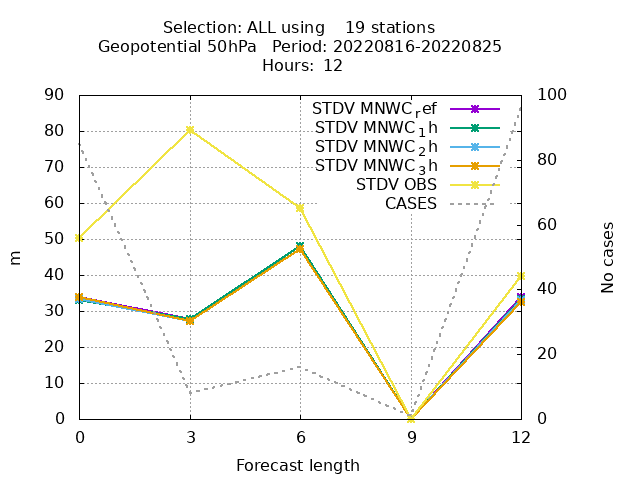 Selection: ALL using    19 stations
Geopotential 50hPa   Period: 20220816-20220825
Hours: 12
90
80
70
60
50
40
30
20
10
0
m
100
80
60
40
20
0
No cases
STDV MNWC_ref
STDV MNWC_1h
STDV MNWC_2h
STDV MNWC_3h
STDV OBS
CASES
0
3
6
9
12
Forecast length